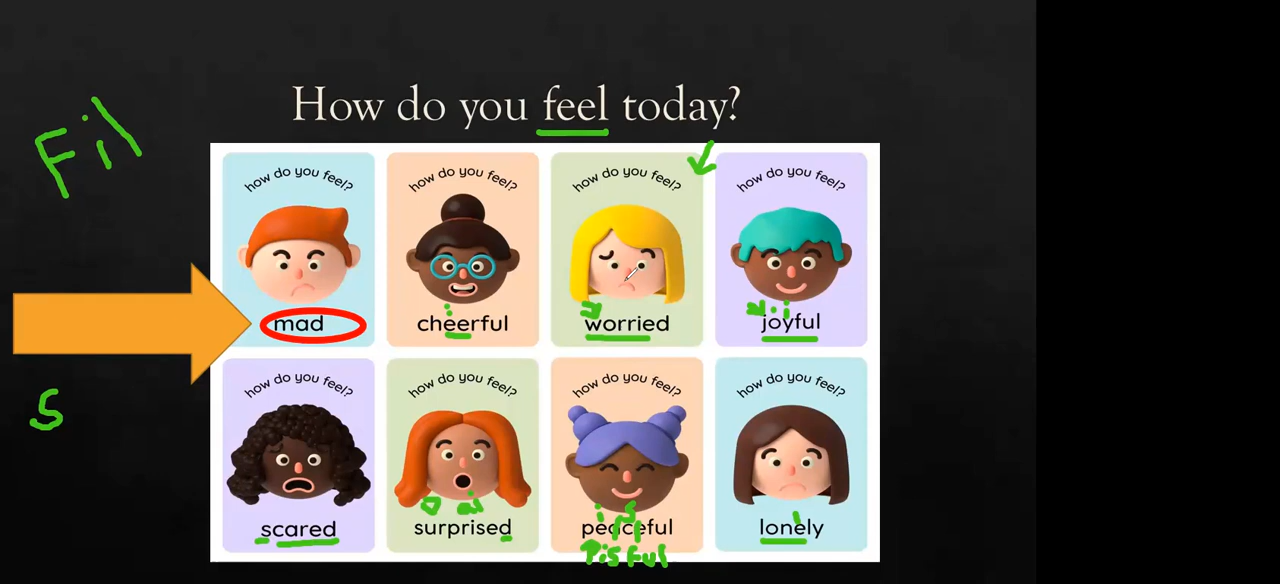 How do you feel today?
Fil
how do you feel? how do you feel? how do you feel? how do you feel?
mad cheerful worried joyful
s
how do you feel? how do you feel? how do you feel? how do you feel?
scared surprised peaceful lonely
Pisful